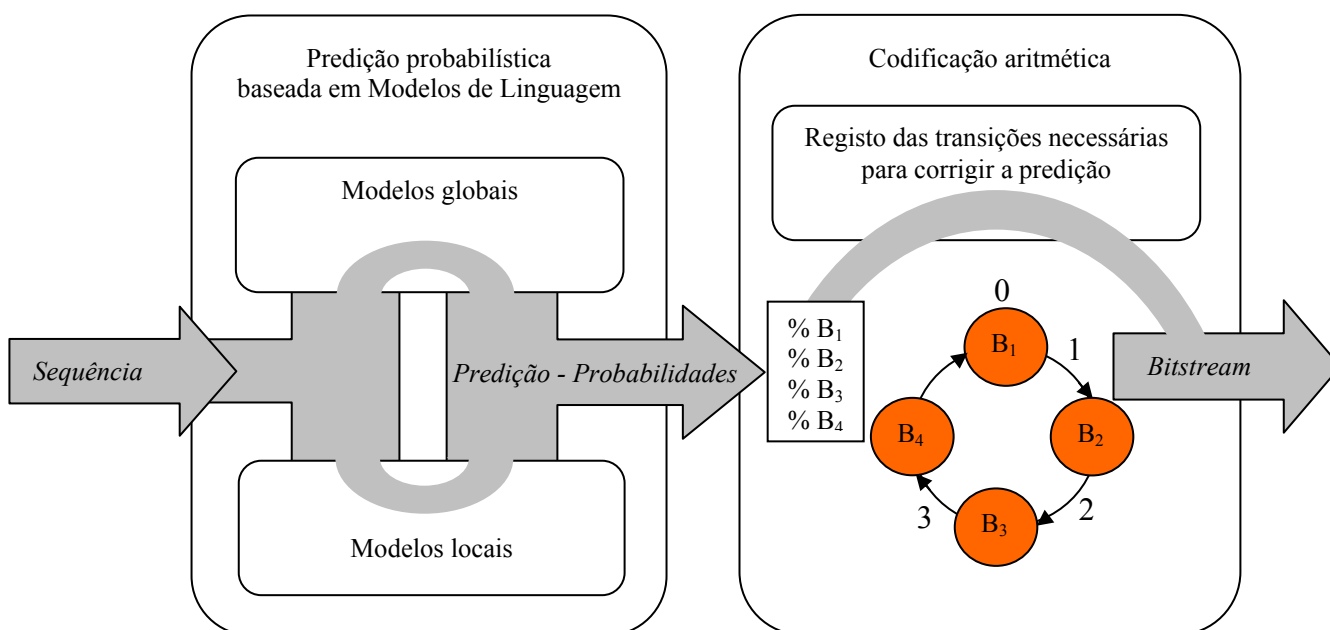 Predição probabilística
baseada em Modelos de Linguagem
Modelos globais
Sequência
Predição - Probabilidades
Modelos locais
Codificação aritmética
Registo das transições necessárias
para corrigir a predição
% B₁
% B₂
% B₃
% B₄
0
B₁
1
B₂
2
B₃
3
B₄
Bitstream